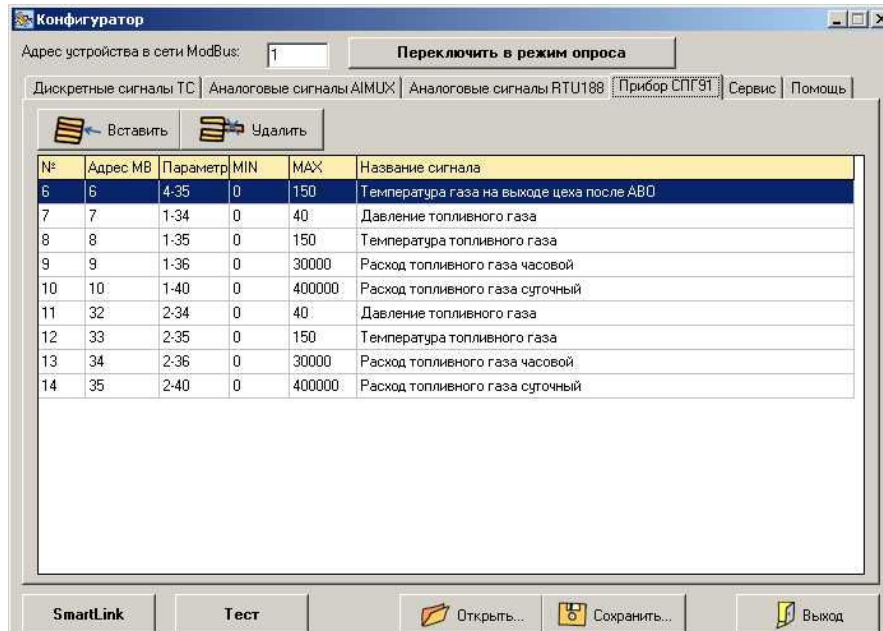 Конфигуратор
Адрес устройства в сети ModBus: 1 Переключить в режим опроса
Дискретные сигналы ТС Аналоговые сигналы AIMUX Аналоговые сигналы RTU188 Прибор СПГ91 Сервис Помощь
Вставить Удалить
№ Адрес МВ Параметр MIN MAX Название сигнала
6 6 4-35 0 150 Температура газа на выходе цеха после АВО
7 7 1-34 0 40 Давление топливного газа
8 8 1-35 0 150 Температура топливного газа
9 9 1-36 0 30000 Расход топливного газа часовой
10 10 1-40 0 400000 Расход топливного газа суточный
11 32 2-34 0 40 Давление топливного газа
12 33 2-35 0 150 Температура топливного газа
13 34 2-36 0 30000 Расход топливного газа часовой
14 35 2-40 0 400000 Расход топливного газа суточный
SmartLink Тест Открыть... Сохранить... Выход